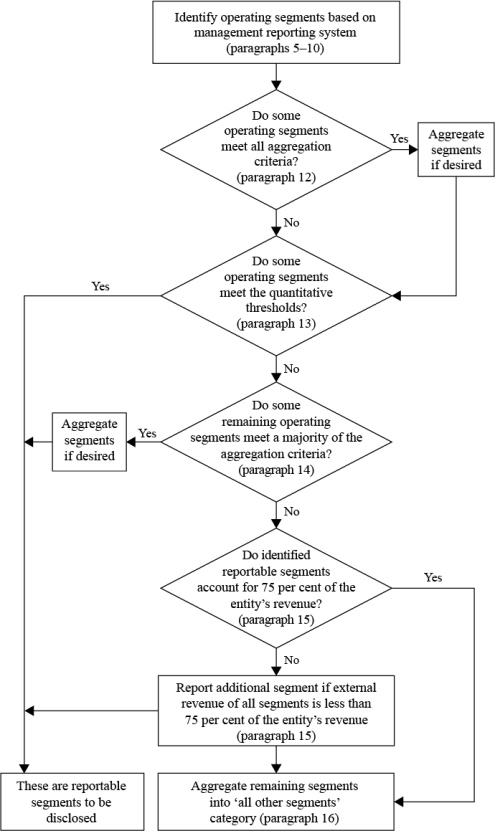 Identify operating segments based on
management reporting system
(paragraphs 5–10)
Do some
operating segments
meet all aggregation
criteria?
(paragraph 12)
Yes
Aggregate
segments
if desired
No
Do some
operating segments
meet the quantitative
thresholds?
(paragraph 13)
Yes
No
Do some
remaining operating
segments meet a majority of the
aggregation criteria?
(paragraph 14)
Yes
Aggregate
segments
if desired
No
Do identified
reportable segments
account for 75 per cent of the
entity’s revenue?
(paragraph 15)
Yes
No
Report additional segment if external
revenue of all segments is less than
75 per cent of the entity’s revenue
(paragraph 15)
These are reportable
segments to be
disclosed
Aggregate remaining segments
into ‘all other segments’
category (paragraph 16)